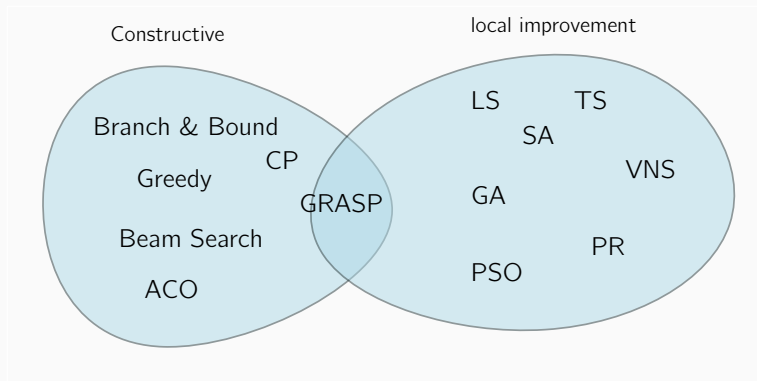 Constructive
local improvement
Branch & Bound
CP
Greedy
Beam Search
ACO
GRASP
LS
TS
SA
VNS
GA
PR
PSO